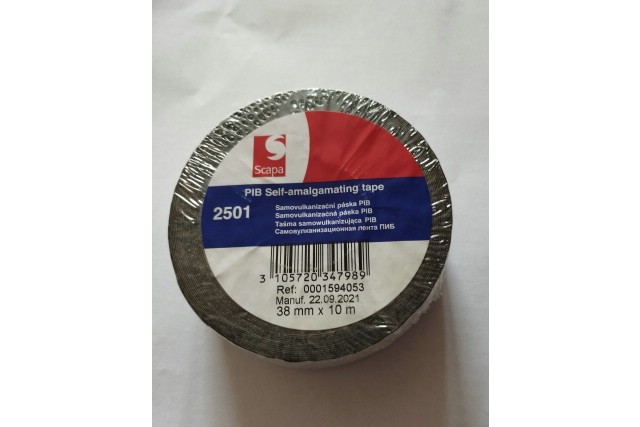 Scapa
PIB Self-amalgamating tape
2501
Samovulkanizační páska PIB
Samovulkanizačná páska PIB
Taśma samowulkanizująca PIB
Самовулканизационная лента ПИБ
3 105720 347989
Ref: 0001594053
Manuf. 22.09.2021
38 mm x 10 m